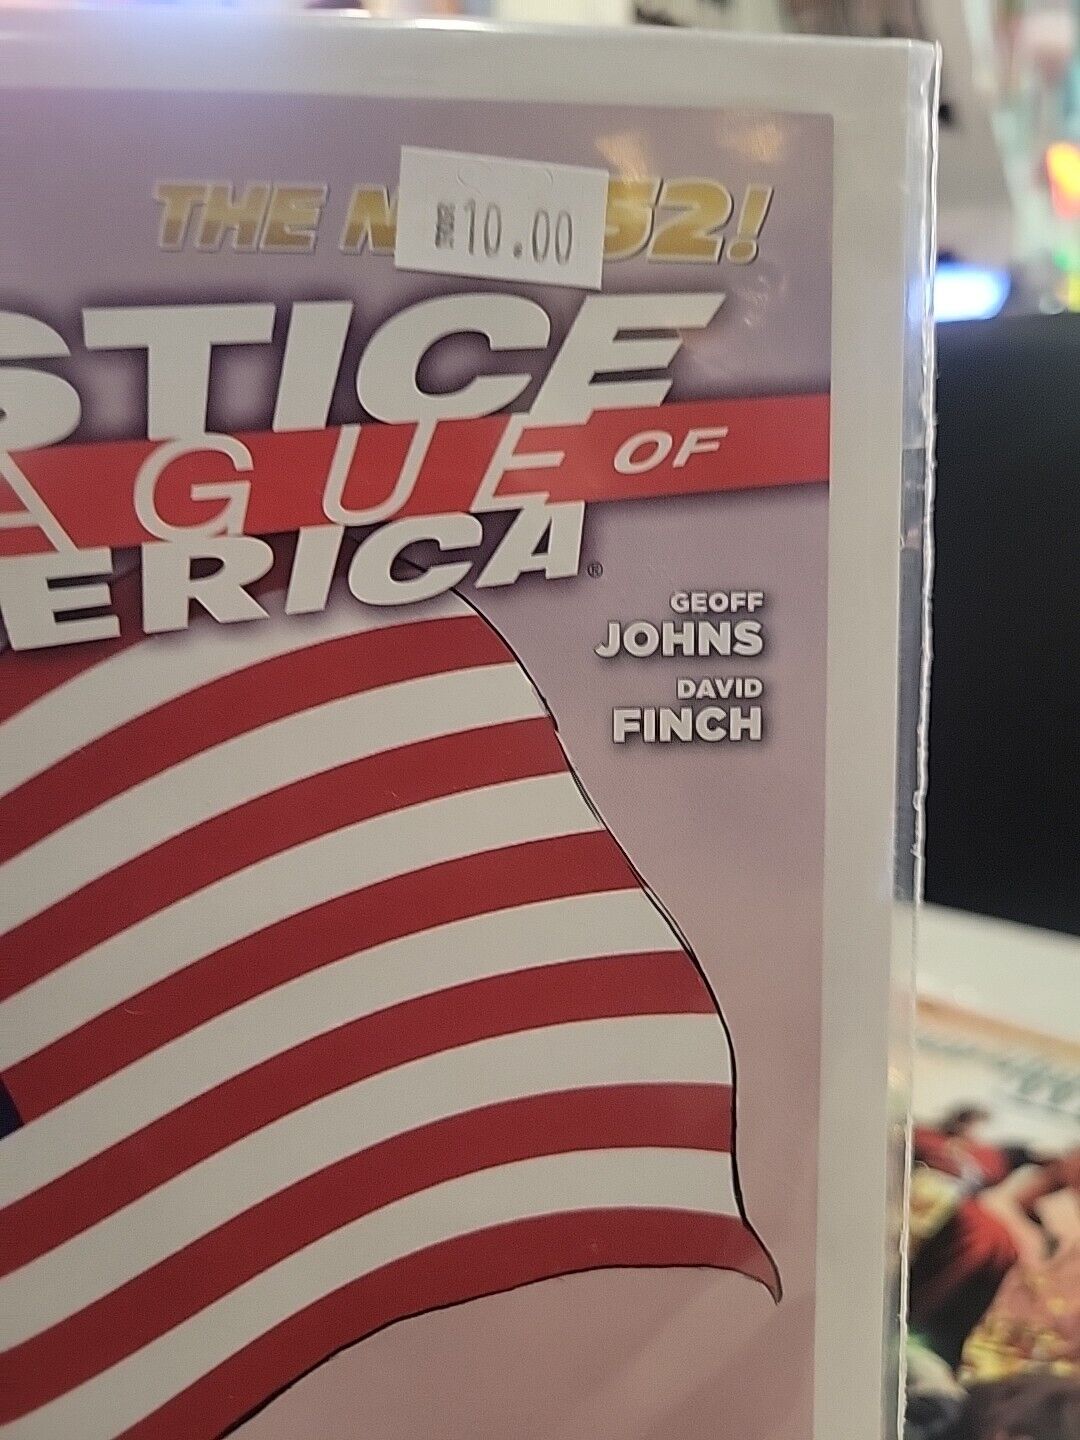 THE N 52!
10.00
STICE
AGUE OF
ERICA®
GEOFF
JOHNS
DAVID
FINCH